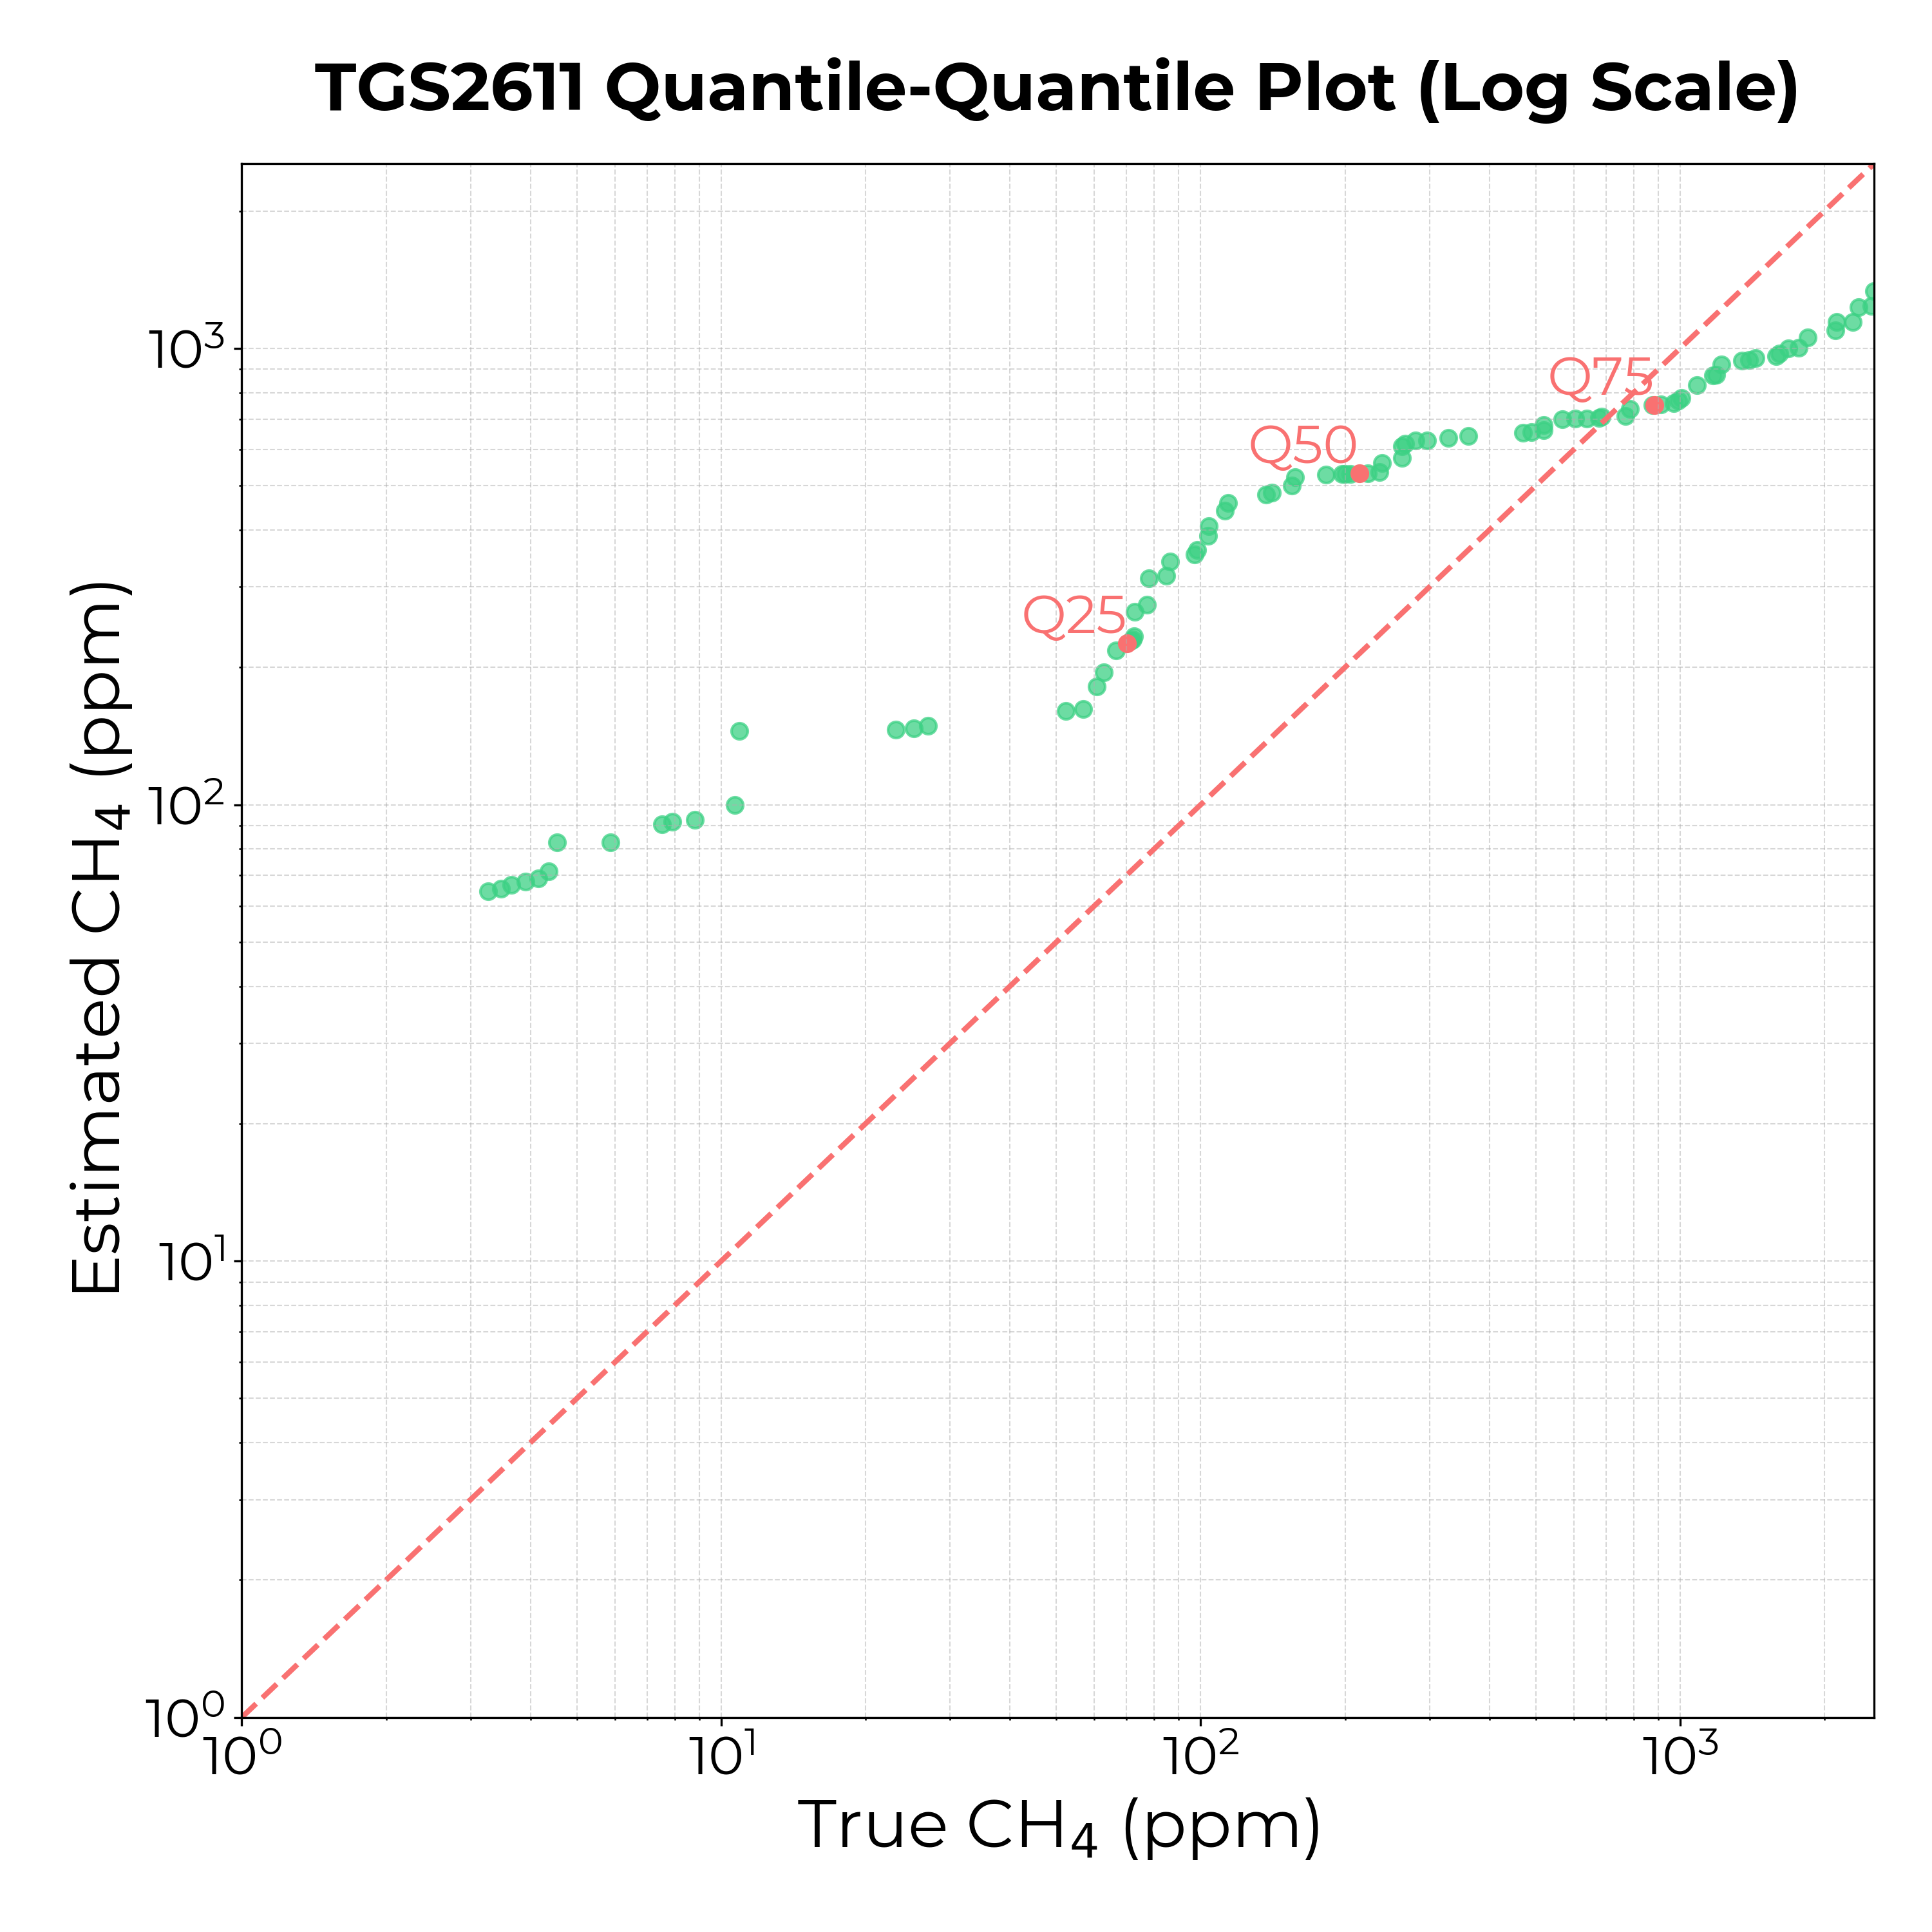 TGS2611 Quantile-Quantile Plot (Log Scale)
Estimated CH₄ (ppm)
10³
10²
10¹
10⁰
Q75
Q50
Q25
10⁰ 10¹ 10² 10³
True CH₄ (ppm)